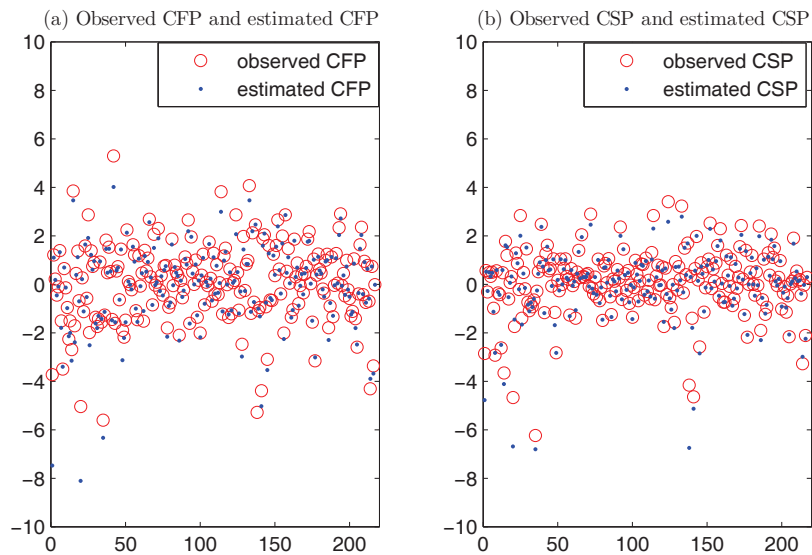 (a) Observed CFP and estimated CFP
10
8
6
4
2
0
−2
−4
−6
−8
−10
0 50 100 150 200
observed CFP
estimated CFP
(b) Observed CSP and estimated CSP
10
8
6
4
2
0
−2
−4
−6
−8
−10
0 50 100 150 200
observed CSP
estimated CSP